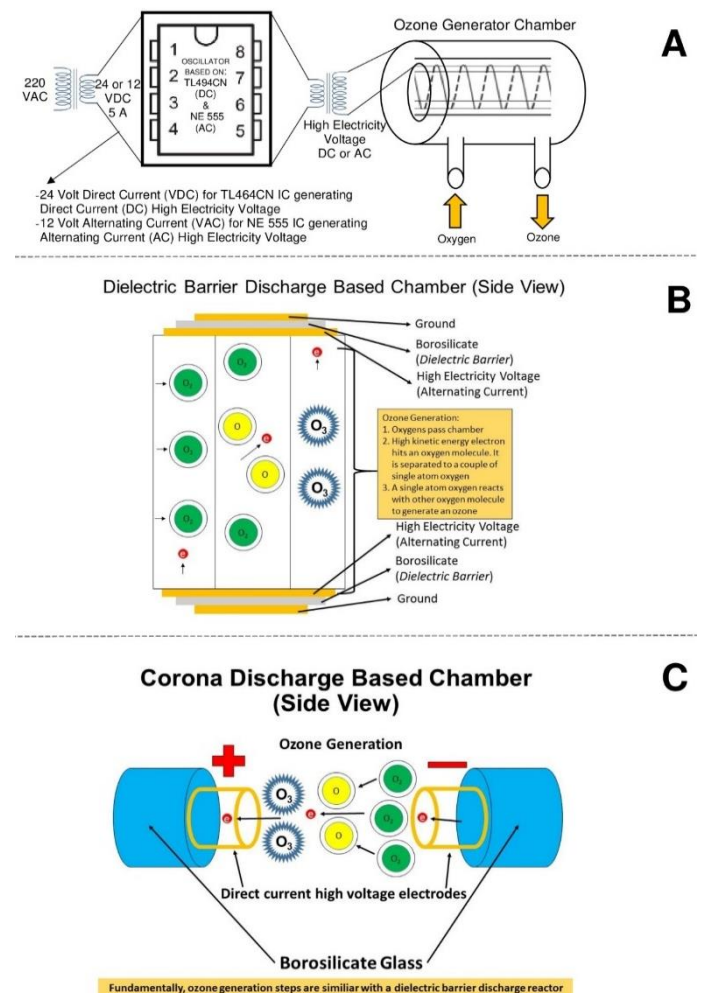 Ozone Generator Chamber
A
220
VAC
24 or 12
VDC
5 A
1
2
3
4
8
7
6
5
OSCILLATOR
BASED ON:
TL494CN
(DC)
&
NE 555
(AC)
High Electricity
Voltage
DC or AC
-24 Volt Direct Current (VDC) for TL464CN IC generating
Direct Current (DC) High Electricity Voltage
-12 Volt Alternating Current (VAC) for NE 555 IC generating
Alternating Current (AC) High Electricity Voltage
Oxygen
Ozone
Dielectric Barrier Discharge Based Chamber (Side View)
B
Ground
Borosilicate
(Dielectric Barrier)
High Electricity Voltage
(Alternating Current)
O₂
O₂
O₂
O₂
O
O
O₂
e
e
e
O₃
O₃
Ozone Generation:
1. Oxygens pass chamber
2. High kinetic energy electron
hits an oxygen molecule. It
is separated to a couple of
single atom oxygen
3. A single atom oxygen reacts
with other oxygen molecule
to generate an ozone
High Electricity Voltage
(Alternating Current)
Borosilicate
(Dielectric Barrier)
Ground
Corona Discharge Based Chamber
(Side View)
C
Ozone Generation
+
−
O₃
O₃
O
O
O₂
O₂
O₂
e
e
e
Direct current high voltage electrodes
Borosilicate Glass
Fundamentally, ozone generation steps are similiar with a dielectric barrier discharge reactor